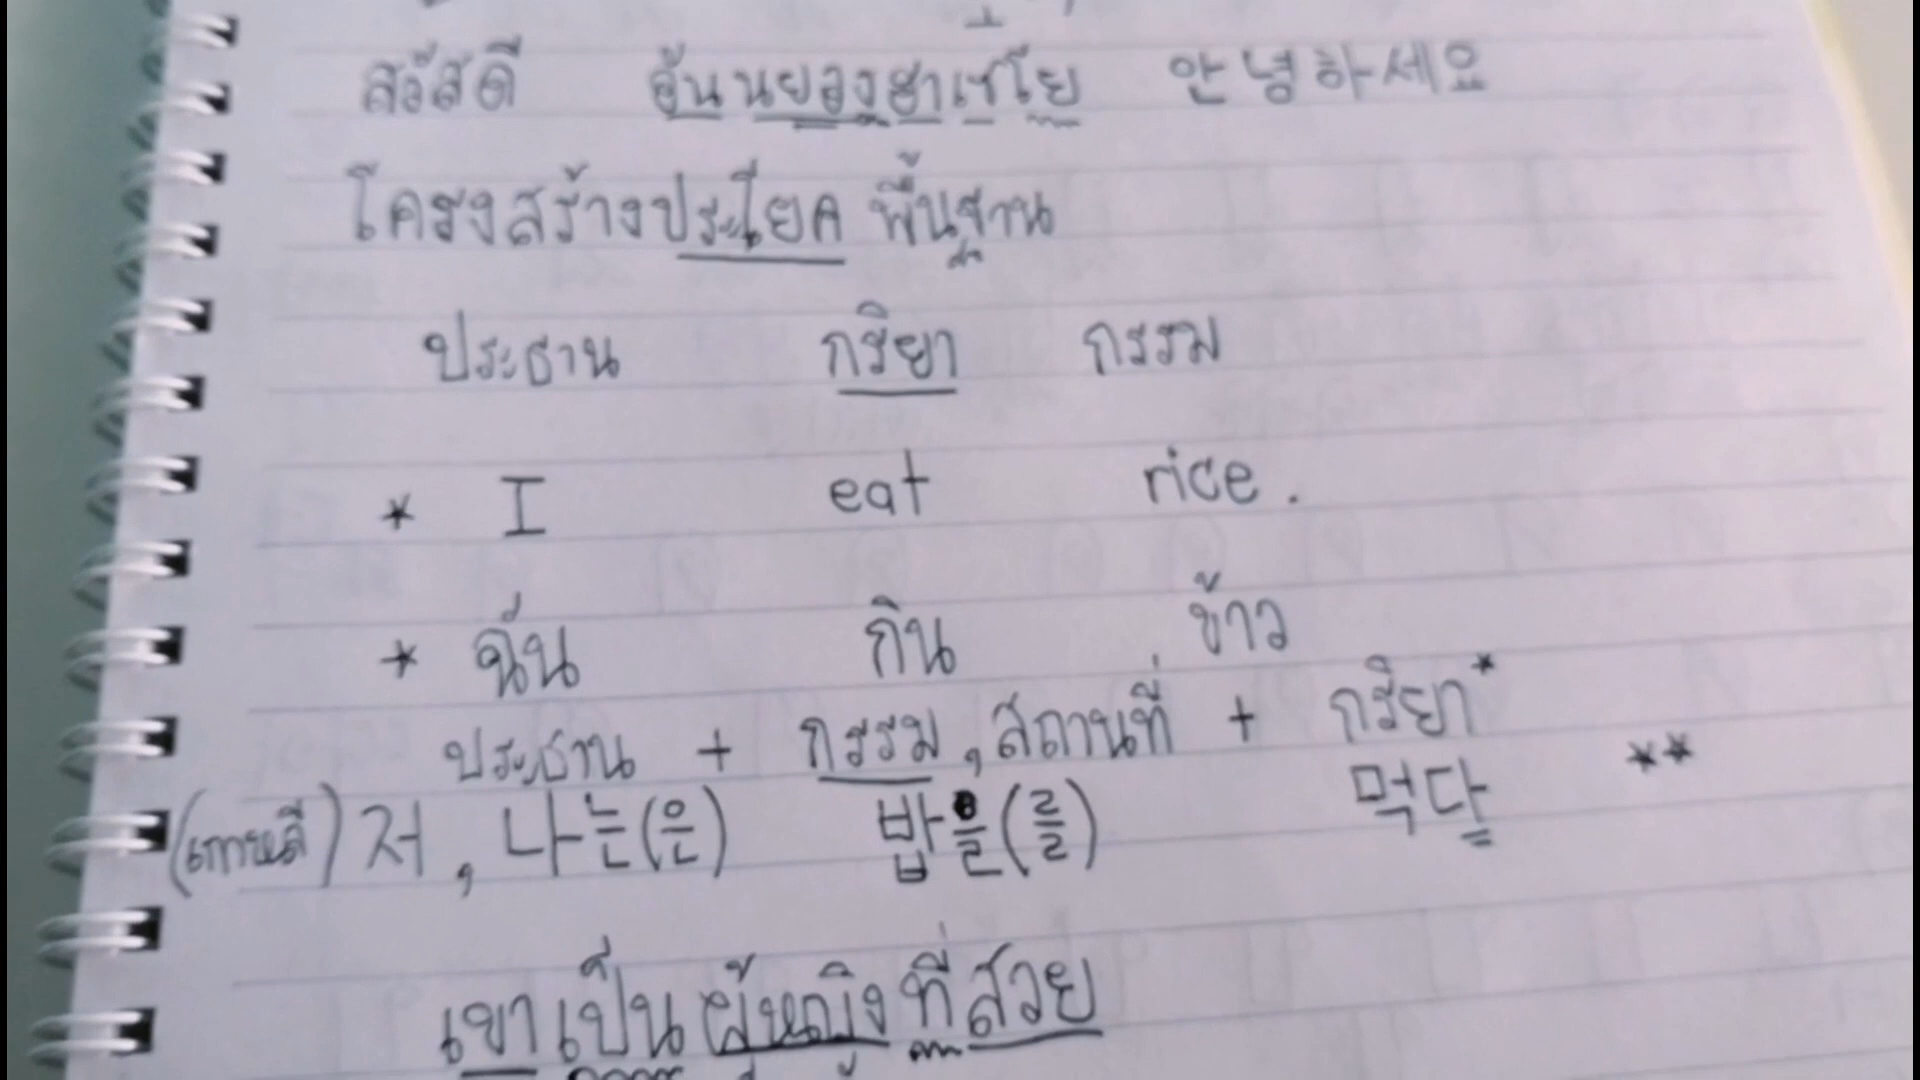 สวัสดี อันนยองฮาเซโย 안녕하세요
โครงสร้างประโยค พื้นฐาน
ประธาน กริยา กรรม
* I eat rice.
* ฉัน กิน ข้าว
ประธาน + กรรม, สถานที่ + กริยา*
(เกาหลี) 저, 나는(은) 밥을(를) 먹다 **
เขาเป็นผู้หญิงที่สวย